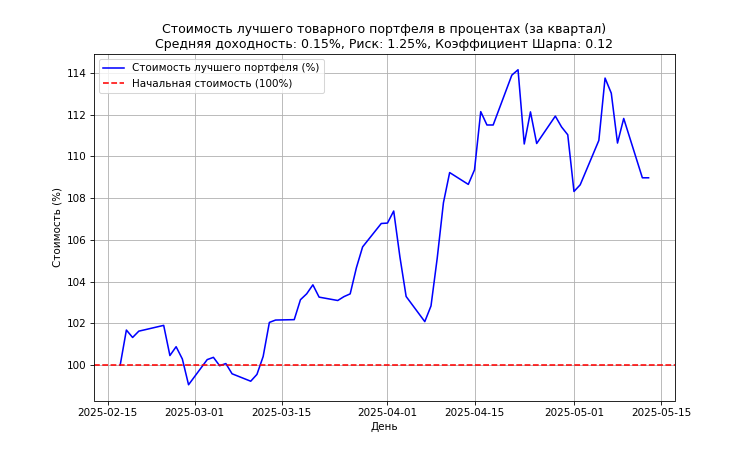 Стоимость лучшего товарного портфеля в процентах (за квартал)
Средняя доходность: 0.15%, Риск: 1.25%, Коэффициент Шарпа: 0.12
Стоимость лучшего портфеля (%)
Начальная стоимость (100%)
Стоимость (%)
114
112
110
108
106
104
102
100
2025-02-15
2025-03-01
2025-03-15
2025-04-01
2025-04-15
2025-05-01
2025-05-15
День